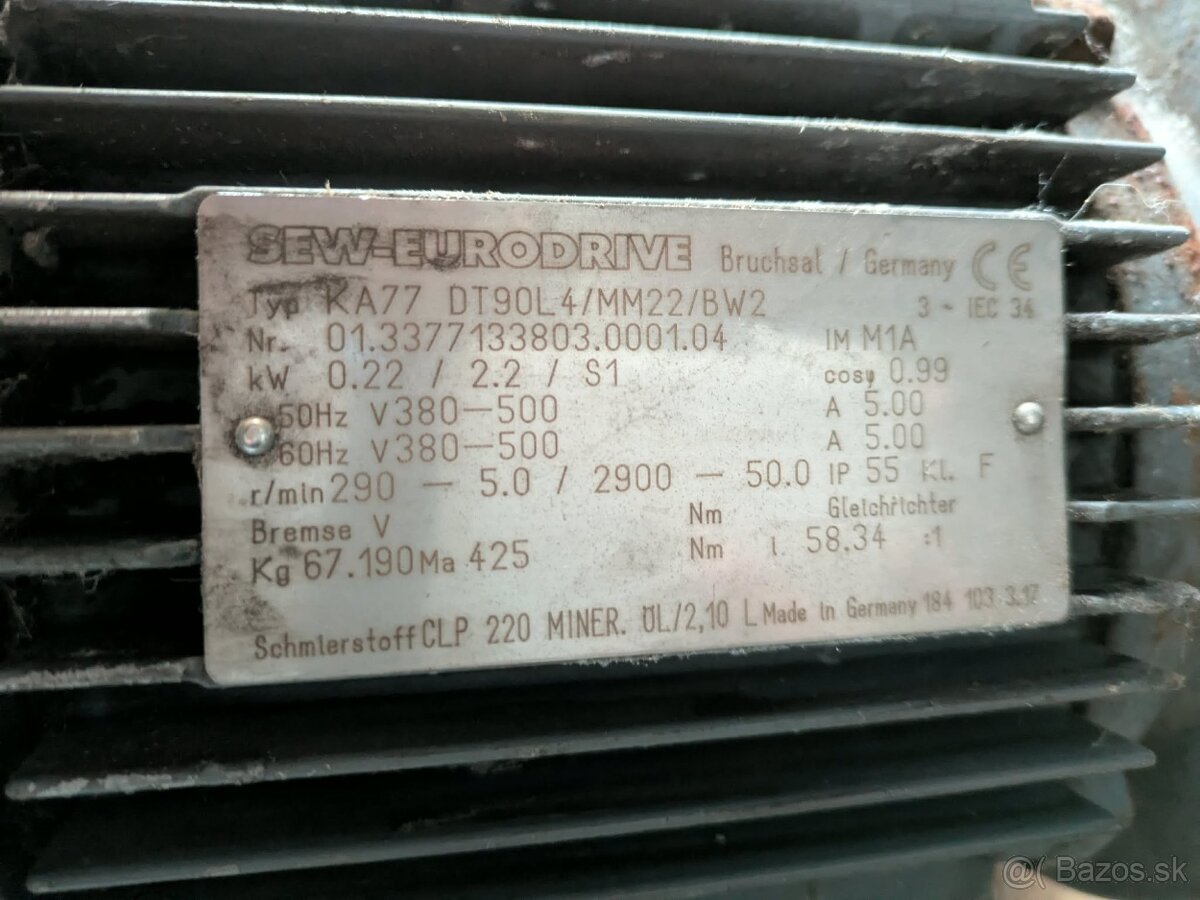 SEW-EURODRIVE Bruchsal / Germany CE
Typ KA77 DT90L4/MM22/BW2 3 ~ IEC 34
Nr. 01.3377133803.0001.04 IM M1A
kW 0.22 / 2.2 / S1 cosφ 0.99
50Hz V 380-500 A 5.00
60Hz V 380-500 A 5.00
r/min 290 - 5.0 / 2900 - 50.0 IP 55 Kl. F
Bremse V Nm Gleichrichter
Kg 67.190 Ma 425 Nm i. 58.34 :1
Schmierstoff CLP 220 MINER. ÖL/2,10 L Made in Germany 184 103 3.17
@( Bazos.sk